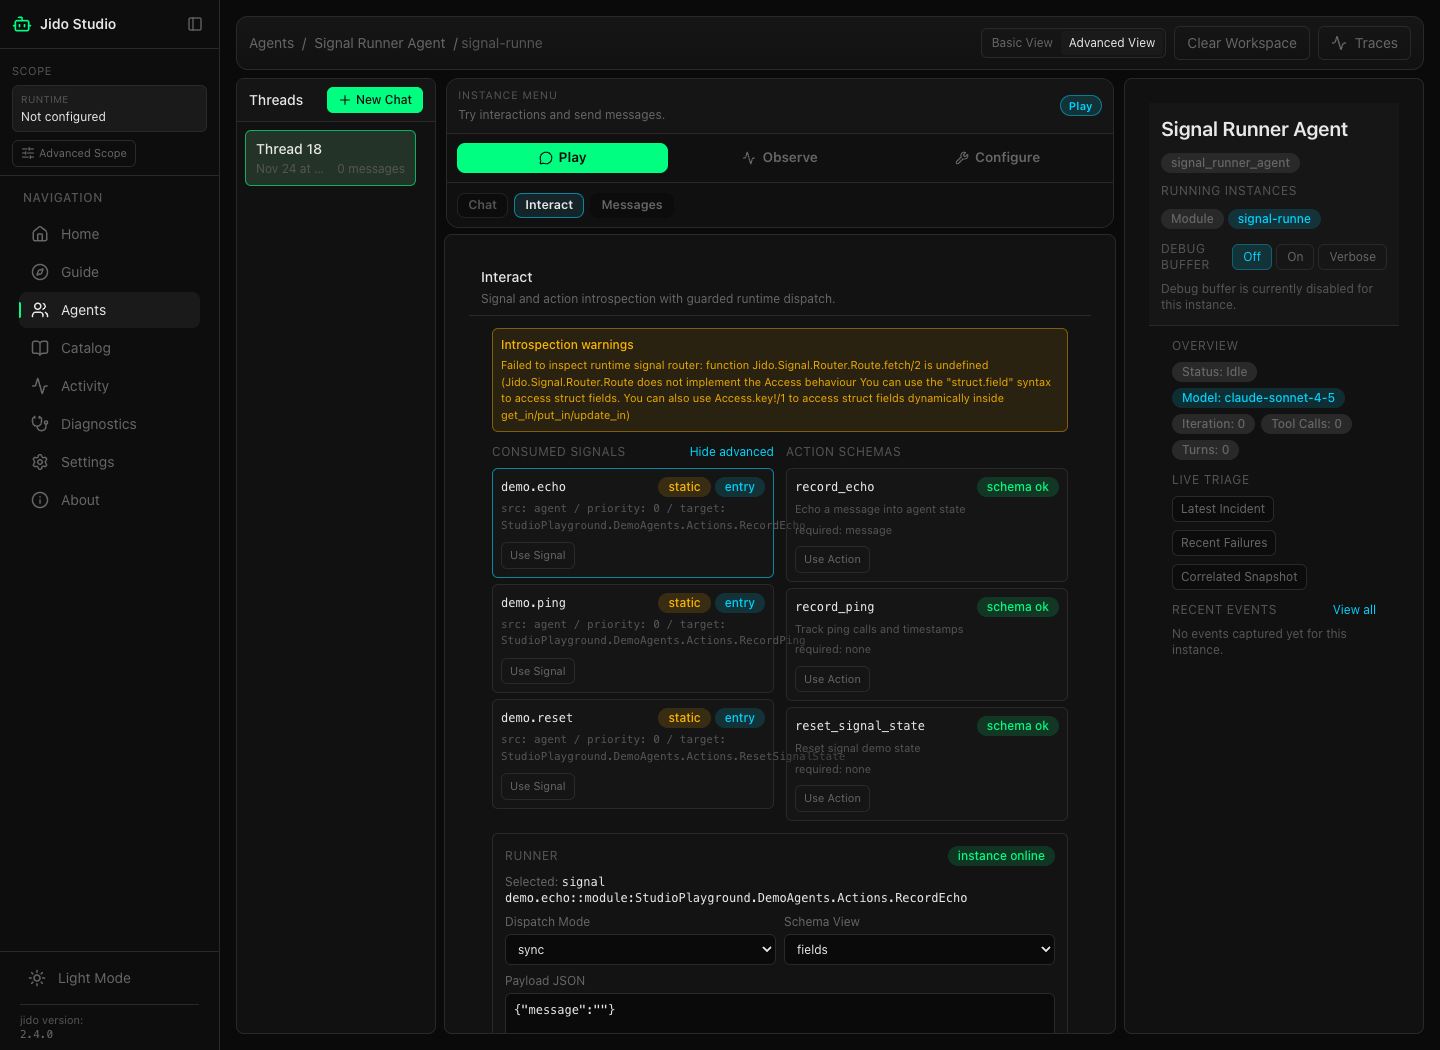 Jido Studio
SCOPE
RUNTIME
Not configured
Advanced Scope
NAVIGATION
Home
Guide
Agents
Catalog
Activity
Diagnostics
Settings
About
Light Mode
jido version:
2.4.0
Agents / Signal Runner Agent / signal-runne
Basic View Advanced View Clear Workspace Traces
Threads + New Chat
Thread 18
Nov 24 at ... 0 messages
INSTANCE MENU
Try interactions and send messages.
Play
Play Observe Configure
Chat Interact Messages
Interact
Signal and action introspection with guarded runtime dispatch.
Introspection warnings
Failed to inspect runtime signal router: function Jido.Signal.Router.Route.fetch/2 is undefined
(Jido.Signal.Router.Route does not implement the Access behaviour You can use the "struct.field" syntax
to access struct fields. You can also use Access.key!/1 to access struct fields dynamically inside
get_in/put_in/update_in)
CONSUMED SIGNALS Hide advanced
demo.echo static entry
src: agent / priority: 0 / target:
StudioPlayground.DemoAgents.Actions.RecordEcho
Use Signal
demo.ping static entry
src: agent / priority: 0 / target:
StudioPlayground.DemoAgents.Actions.RecordPing
Use Signal
demo.reset static entry
src: agent / priority: 0 / target:
StudioPlayground.DemoAgents.Actions.ResetSignalState
Use Signal
ACTION SCHEMAS
record_echo schema ok
Echo a message into agent state
required: message
Use Action
record_ping schema ok
Track ping calls and timestamps
required: none
Use Action
reset_signal_state schema ok
Reset signal demo state
required: none
Use Action
RUNNER instance online
Selected: signal
demo.echo::module:StudioPlayground.DemoAgents.Actions.RecordEcho
Dispatch Mode Schema View
sync fields
Payload JSON
{"message":""}
Signal Runner Agent
signal_runner_agent
RUNNING INSTANCES
Module signal-runne
DEBUG
BUFFER
Off On Verbose
Debug buffer is currently disabled for
this instance.
OVERVIEW
Status: Idle
Model: claude-sonnet-4-5
Iteration: 0 Tool Calls: 0
Turns: 0
LIVE TRIAGE
Latest Incident
Recent Failures
Correlated Snapshot
RECENT EVENTS View all
No events captured yet for this
instance.